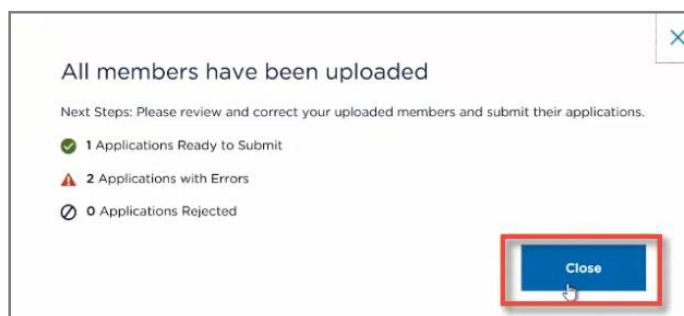 All members have been uploaded
Next Steps: Please review and correct your uploaded members and submit their applications.
1 Applications Ready to Submit
2 Applications with Errors
0 Applications Rejected
Close